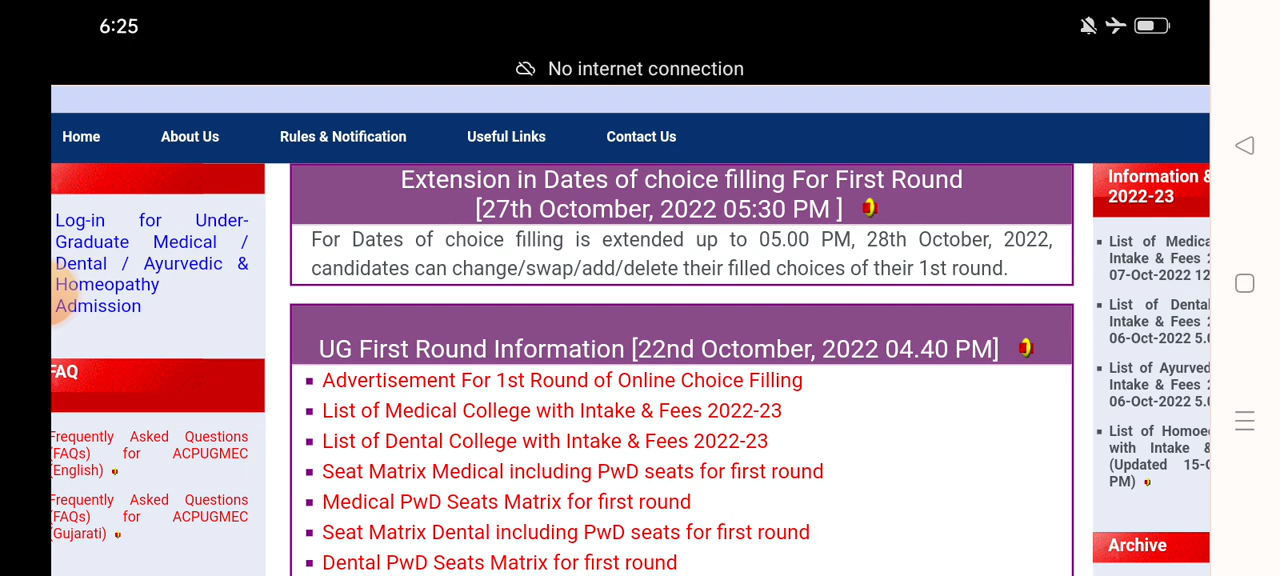 6:25
No internet connection
Home About Us Rules & Notification Useful Links Contact Us
Log-in for Under-
Graduate Medical /
Dental / Ayurvedic &
Homeopathy
Admission
FAQ
Frequently Asked Questions
(FAQs) for ACPUGMEC
(English)
Frequently Asked Questions
(FAQs) for ACPUGMEC
(Gujarati)
Extension in Dates of choice filling For First Round
[27th Octomber, 2022 05:30 PM ]
For Dates of choice filling is extended up to 05.00 PM, 28th October, 2022,
candidates can change/swap/add/delete their filled choices of their 1st round.
UG First Round Information [22nd Octomber, 2022 04.40 PM]
Advertisement For 1st Round of Online Choice Filling
List of Medical College with Intake & Fees 2022-23
List of Dental College with Intake & Fees 2022-23
Seat Matrix Medical including PwD seats for first round
Medical PwD Seats Matrix for first round
Seat Matrix Dental including PwD seats for first round
Dental PwD Seats Matrix for first round
Information &
2022-23
List of Medica
Intake & Fees
07-Oct-2022 12
List of Dental
Intake & Fees
06-Oct-2022 5.
List of Ayurved
Intake & Fees
06-Oct-2022 5.
List of Homoe
with Intake &
(Updated 15-
PM)
Archive